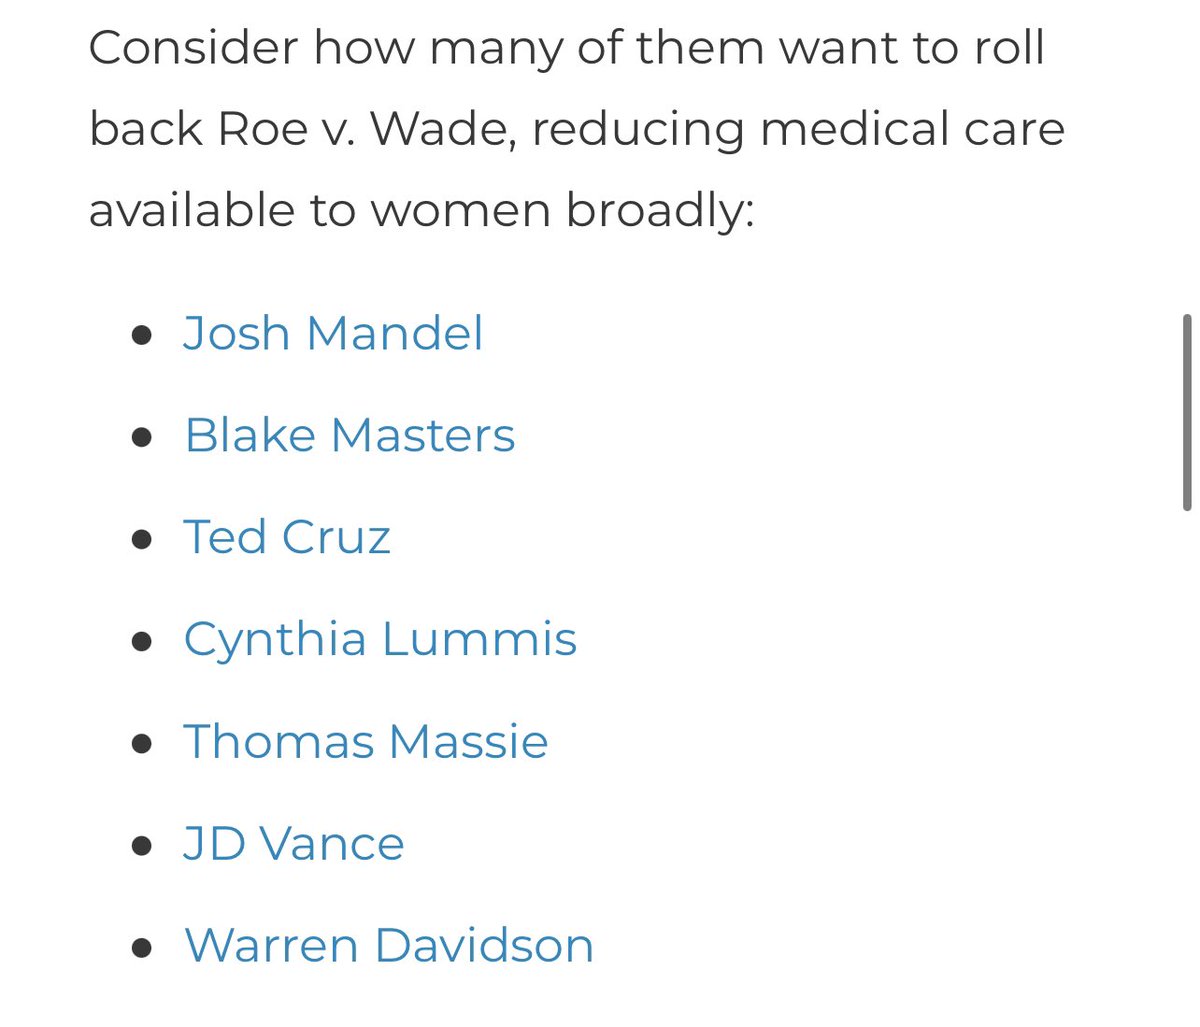 Consider how many of them want to roll
back Roe v. Wade, reducing medical care
available to women broadly:
• Josh Mandel
• Blake Masters
• Ted Cruz
• Cynthia Lummis
• Thomas Massie
• JD Vance
• Warren Davidson